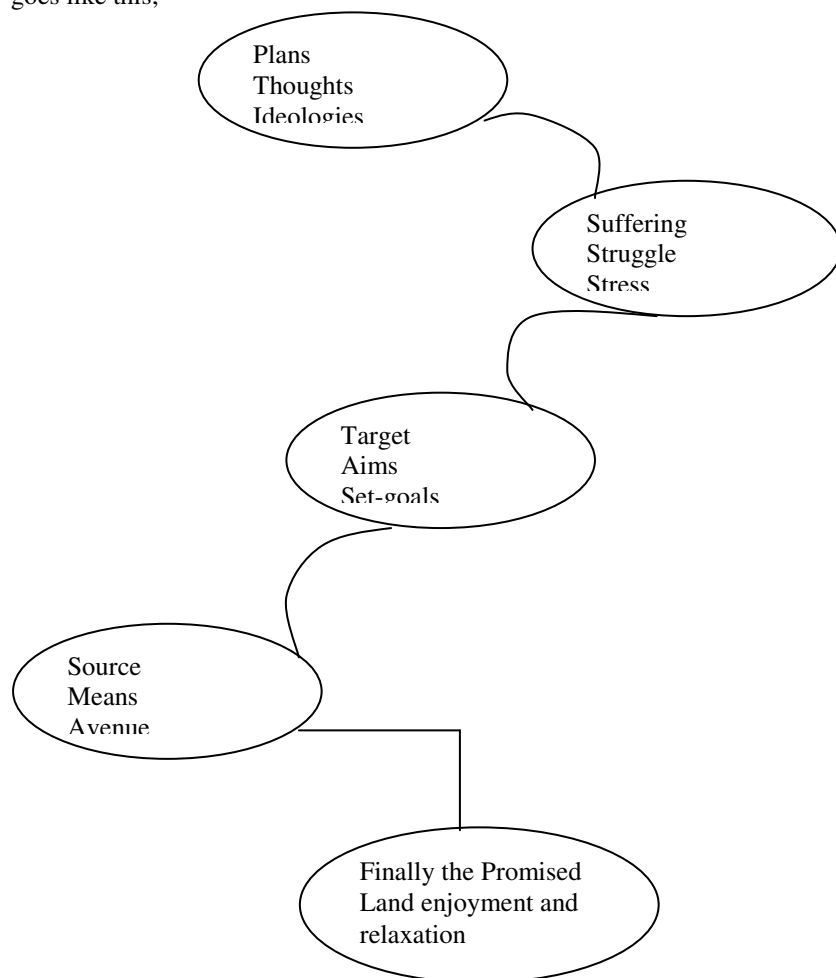 goes like this;
Plans
Thoughts
Ideologies
Suffering
Struggle
Stress
Target
Aims
Set-goals
Source
Means
Avenue
Finally the Promised
Land enjoyment and
relaxation